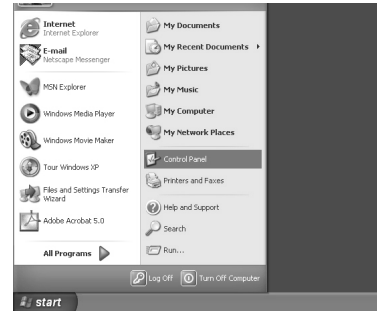 Internet
Internet Explorer
E-mail
Netscape Messenger
MSN Explorer
Windows Media Player
Windows Movie Maker
Tour Windows XP
Files and Settings Transfer
Wizard
Adobe Acrobat 5.0
All Programs
My Documents
My Recent Documents
My Pictures
My Music
My Computer
My Network Places
Control Panel
Printers and Faxes
Help and Support
Search
Run...
Log Off
Turn Off Computer
start